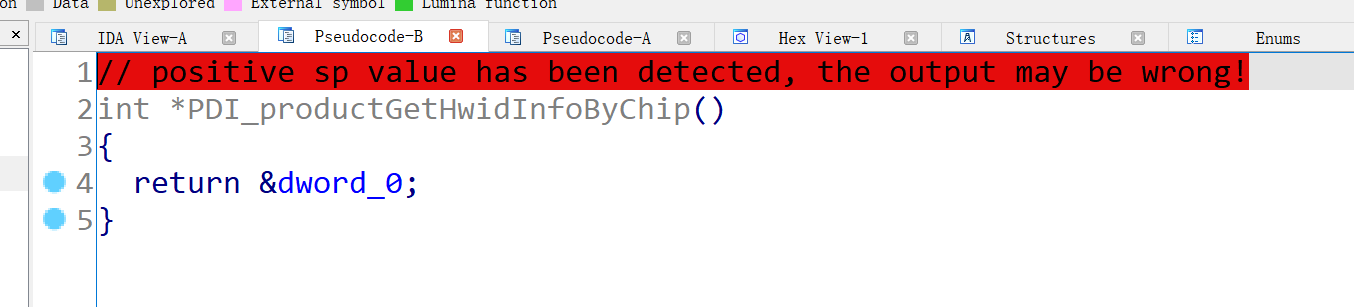 on Data Unexplored External symbol Lumina function
× IDA View-A Pseudocode-B Pseudocode-A Hex View-1 Structures Enums
1 // positive sp value has been detected, the output may be wrong!
2 int *PDI_productGetHwidInfoByChip()
3 {
4 return &dword_0;
5 }